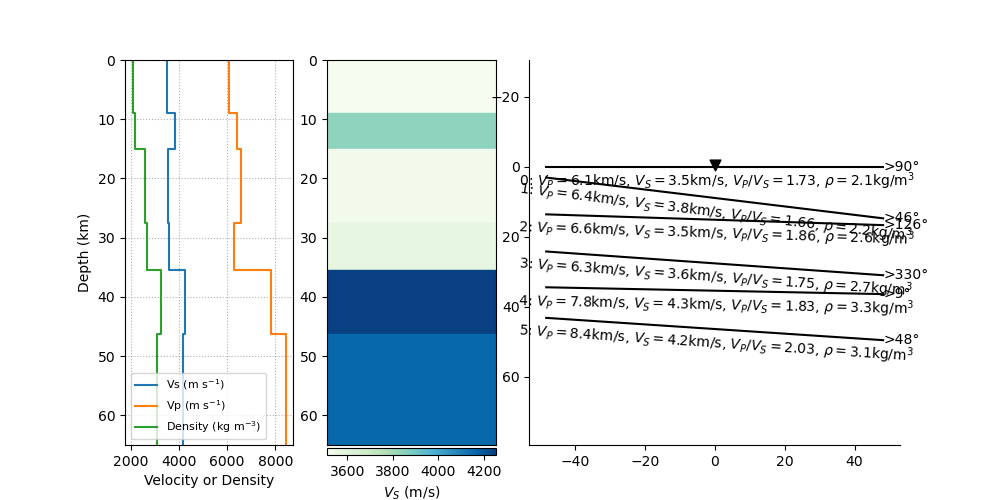 0
10
20
30
40
50
60
Depth (km)
Vs (m s⁻¹)
Vp (m s⁻¹)
Density (kg m⁻³)
2000 4000 6000 8000
Velocity or Density
0
10
20
30
40
50
60
3600 3800 4000 4200
V_S (m/s)
−20
0
20
40
60
>90°
0: V_P = 6.1km/s, V_S = 3.5km/s, V_P/V_S = 1.73, ρ = 2.1kg/m³
>46°
1: V_P = 6.4km/s, V_S = 3.8km/s, V_P/V_S = 1.66, ρ = 2.2kg/m³
>126°
2: V_P = 6.6km/s, V_S = 3.5km/s, V_P/V_S = 1.86, ρ = 2.6kg/m³
>330°
3: V_P = 6.3km/s, V_S = 3.6km/s, V_P/V_S = 1.75, ρ = 2.7kg/m³
>9°
4: V_P = 7.8km/s, V_S = 4.3km/s, V_P/V_S = 1.83, ρ = 3.3kg/m³
>48°
5: V_P = 8.4km/s, V_S = 4.2km/s, V_P/V_S = 2.03, ρ = 3.1kg/m³
−40 −20 0 20 40